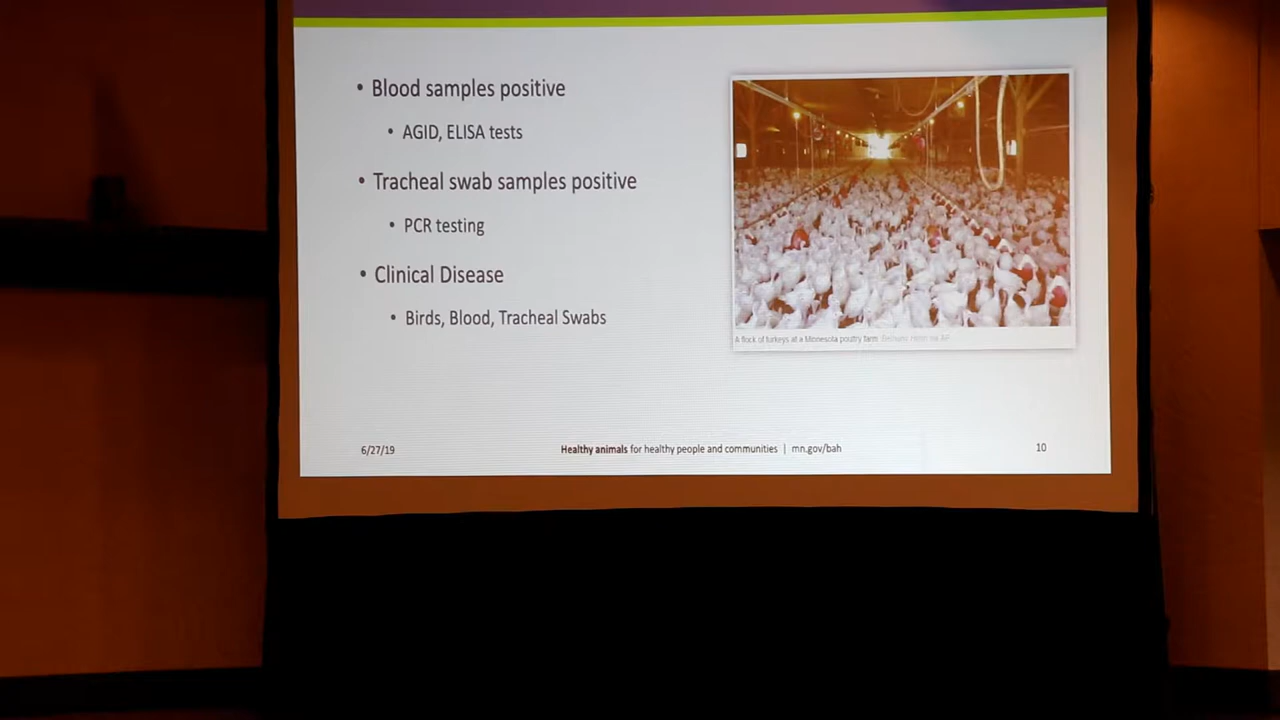 • Blood samples positive
• AGID, ELISA tests
• Tracheal swab samples positive
• PCR testing
• Clinical Disease
• Birds, Blood, Tracheal Swabs
A flock of turkeys at a Minnesota poultry farm
6/27/19
Healthy animals for healthy people and communities | mn.gov/bah
10